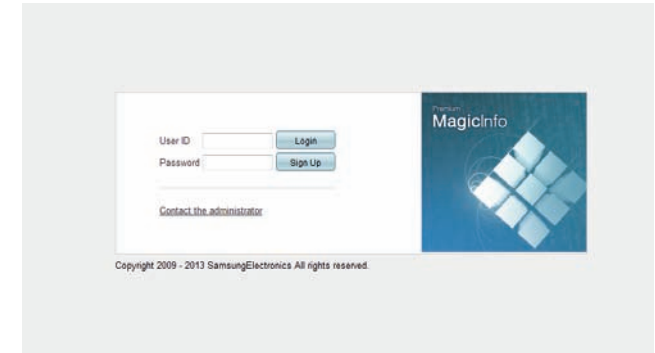 Premium
MagicInfo
User ID
Login
Password
Sign Up
Contact the administrator
Copyright 2009 - 2013 SamsungElectronics All rights reserved.